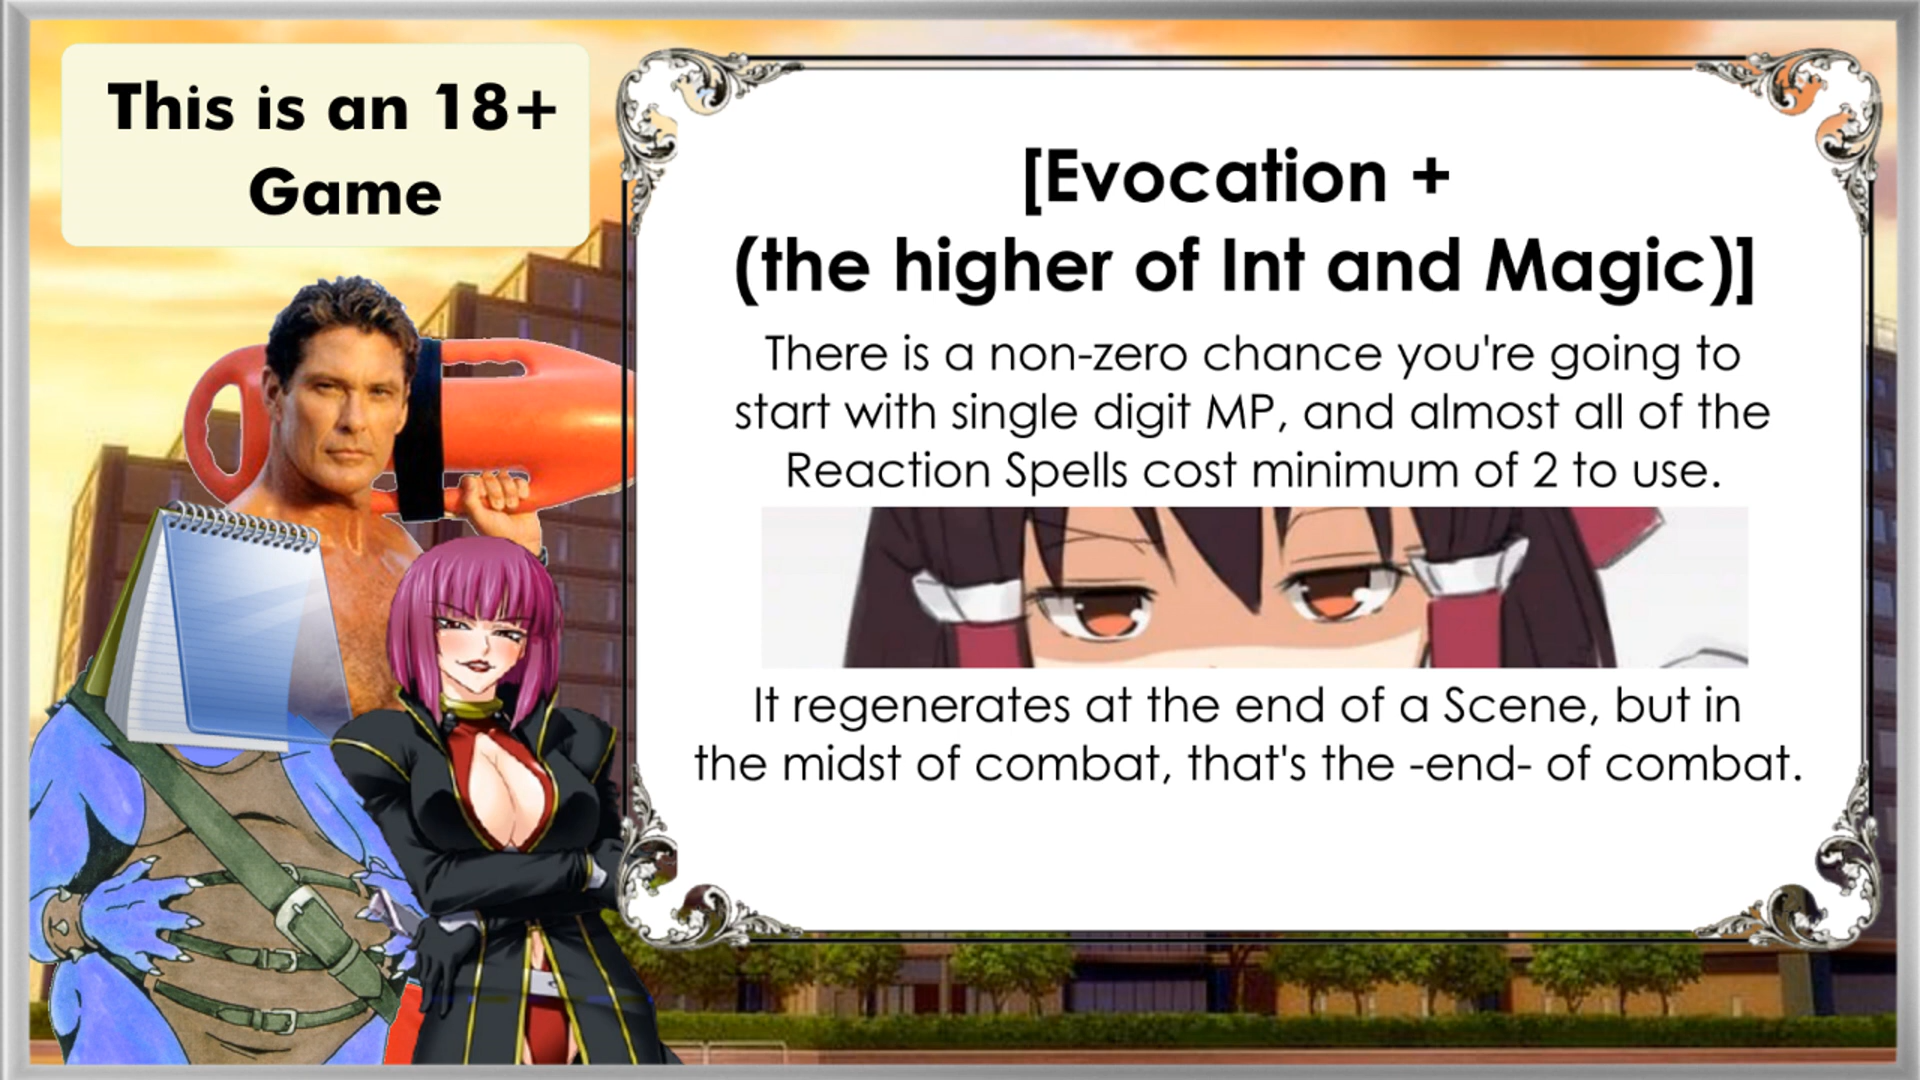 This is an 18+
Game
[Evocation +
(the higher of Int and Magic)]
There is a non-zero chance you're going to
start with single digit MP, and almost all of the
Reaction Spells cost minimum of 2 to use.
It regenerates at the end of a Scene, but in
the midst of combat, that's the -end- of combat.